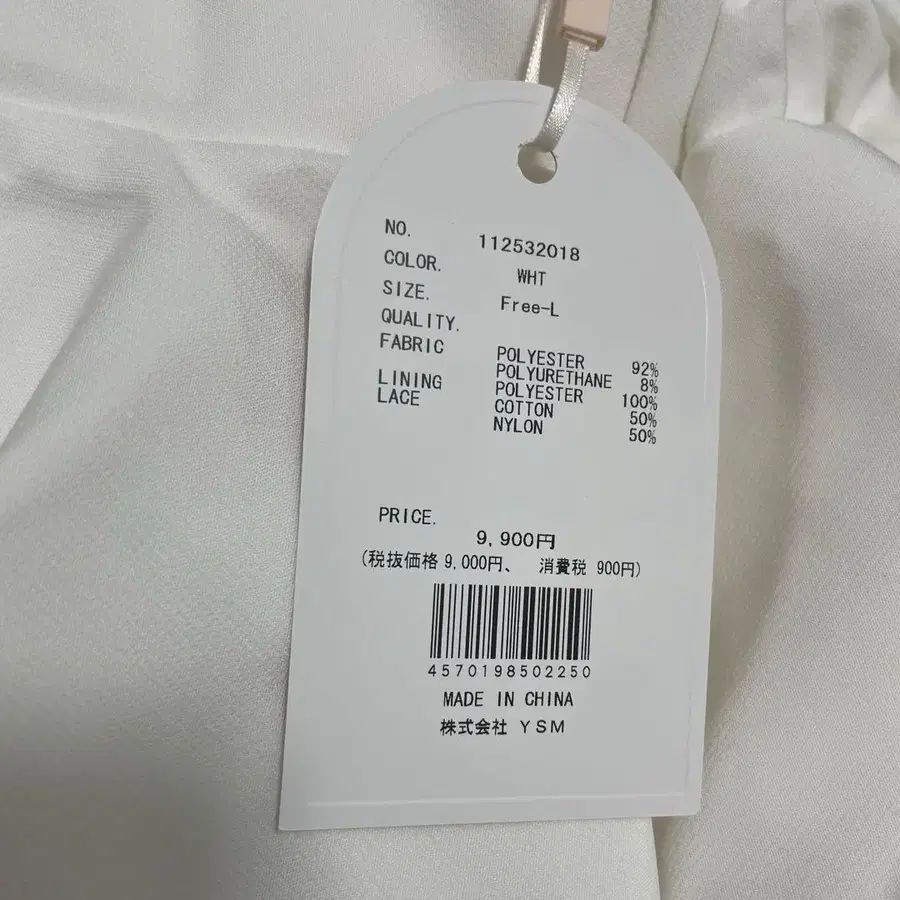 NO. 112532018
COLOR. WHT
SIZE. Free-L
QUALITY.
FABRIC POLYESTER 92%
POLYURETHANE 8%
LINING POLYESTER 100%
LACE COTTON 50%
NYLON 50%
PRICE.
9,900円
(税抜価格 9,000円、 消費税 900円)
4570198502250
MADE IN CHINA
株式会社 YSM